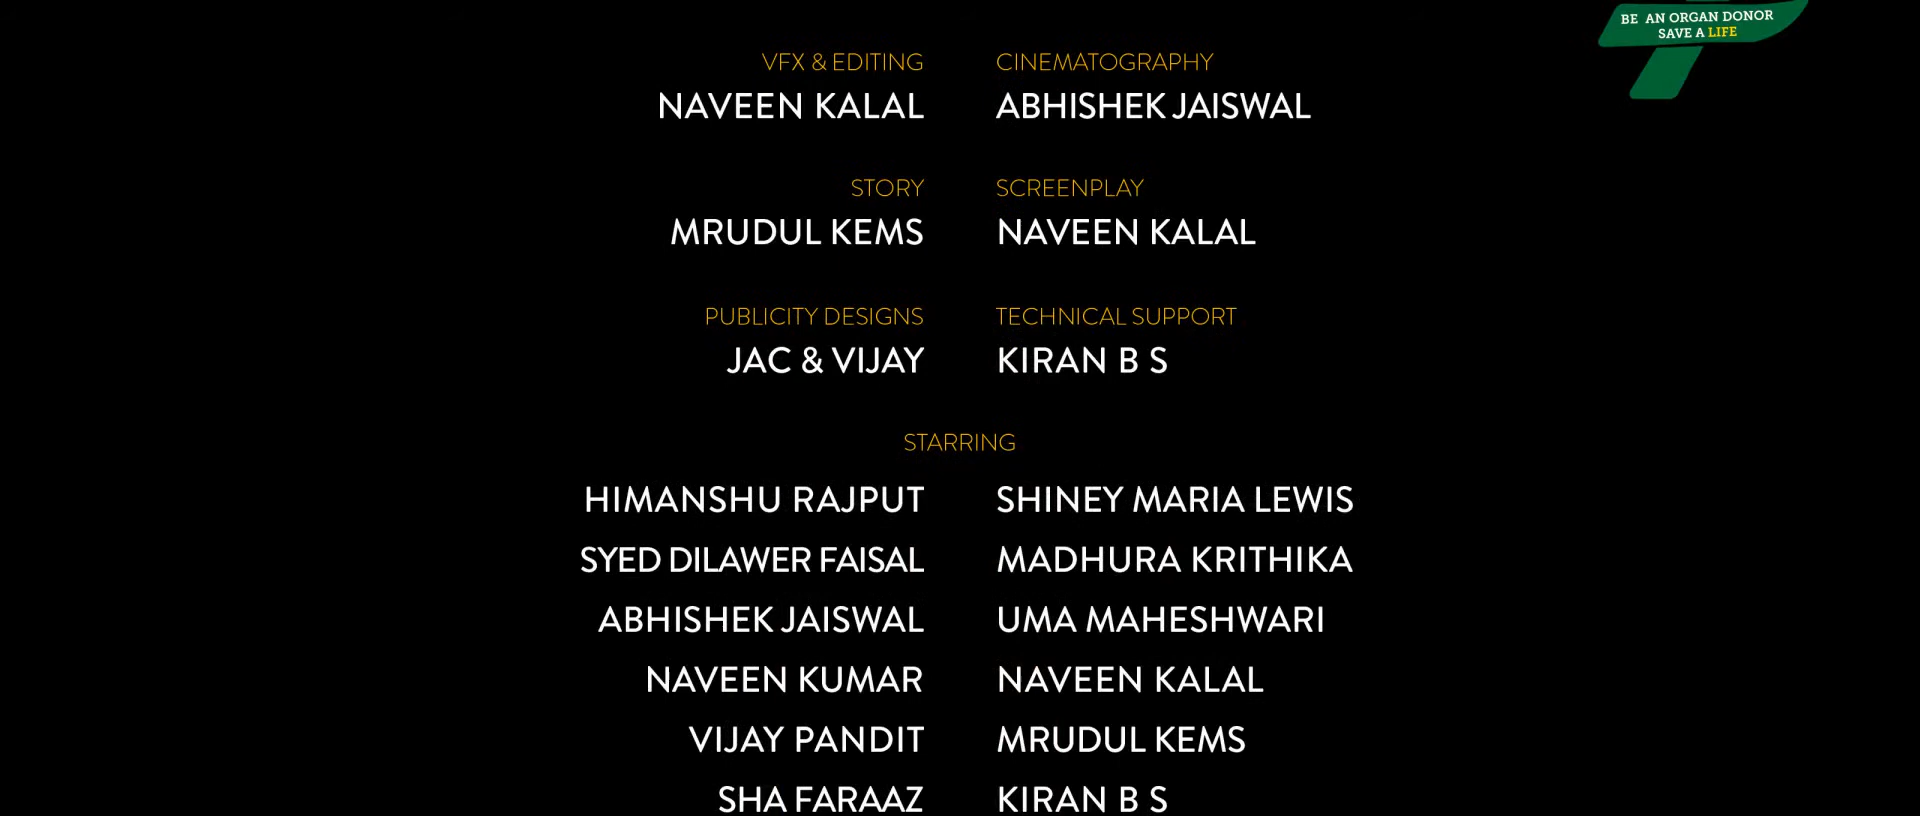 BE AN ORGAN DONOR
SAVE A LIFE
VFX & EDITING
NAVEEN KALAL
CINEMATOGRAPHY
ABHISHEK JAISWAL
STORY
MRUDUL KEMS
SCREENPLAY
NAVEEN KALAL
PUBLICITY DESIGNS
JAC & VIJAY
TECHNICAL SUPPORT
KIRAN B S
STARRING
HIMANSHU RAJPUT
SHINEY MARIA LEWIS
SYED DILAWER FAISAL
MADHURA KRITHIKA
ABHISHEK JAISWAL
UMA MAHESHWARI
NAVEEN KUMAR
NAVEEN KALAL
VIJAY PANDIT
MRUDUL KEMS
SHA FARAAZ
KIRAN B S